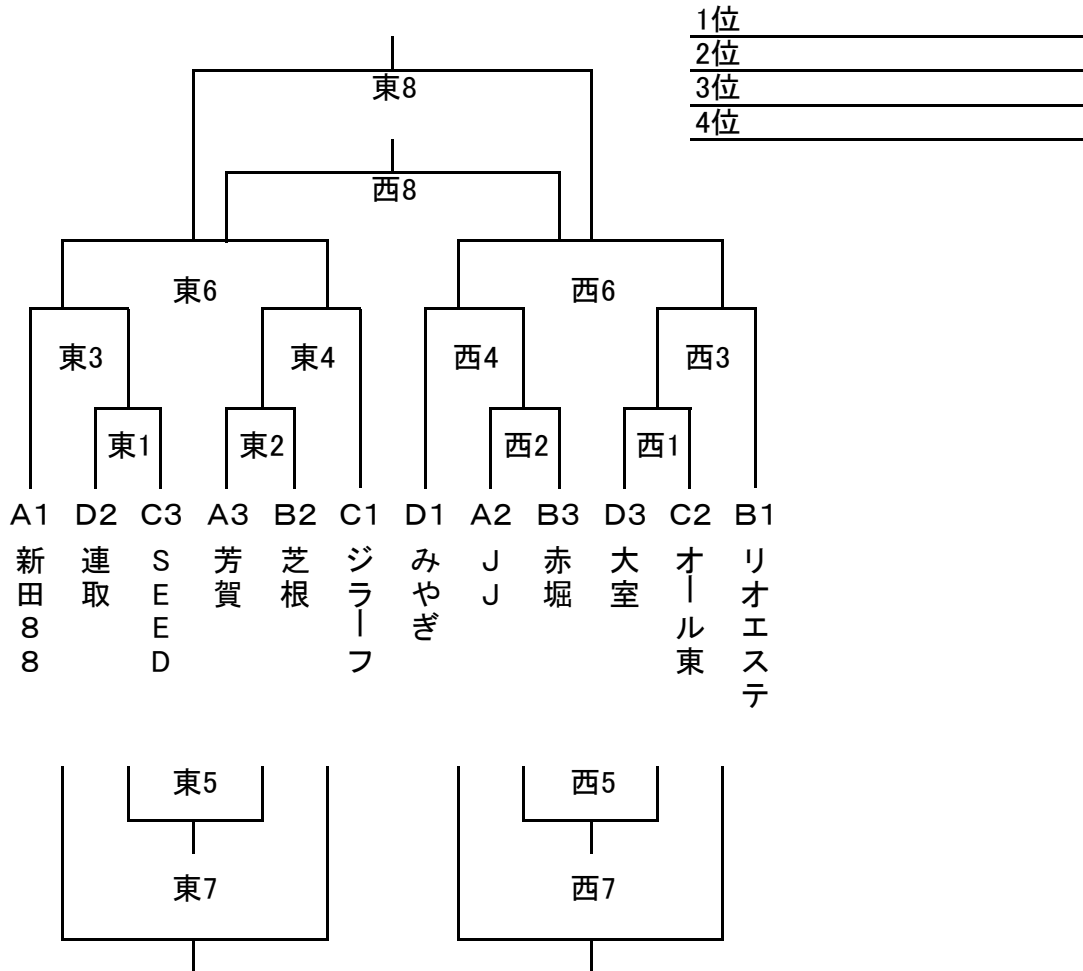 1位
2位
3位
4位
東8
西8
東6
西6
東3
東4
西4
西3
東1
東2
西2
西1
A1 D2 C3 A3 B2 C1 D1 A2 B3 D3 C2 B1
新田88
連取
SEED
芳賀
芝根
ジラーフ
みやぎ
JJ
赤堀
大室
オール東
リオエステ
東5
西5
東7
西7